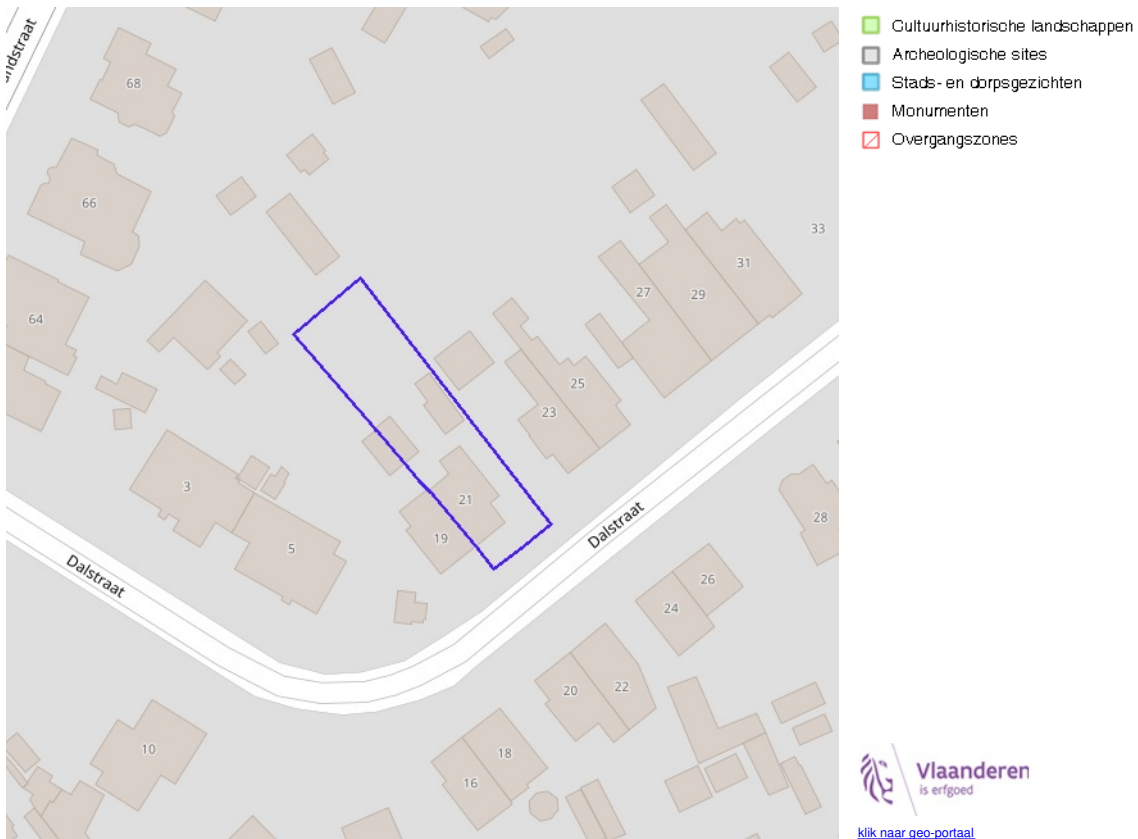 ndstraat
68
66
64
3
5
10
19
21
23
25
27
29
31
33
28
26
24
22
20
18
16
Dalstraat
Dalstraat
Cultuurhistorische landschappen
Archeologische sites
Stads- en dorpsgezichten
Monumenten
Overgangszones
Vlaanderen
is erfgoed
klik naar geo-portaal